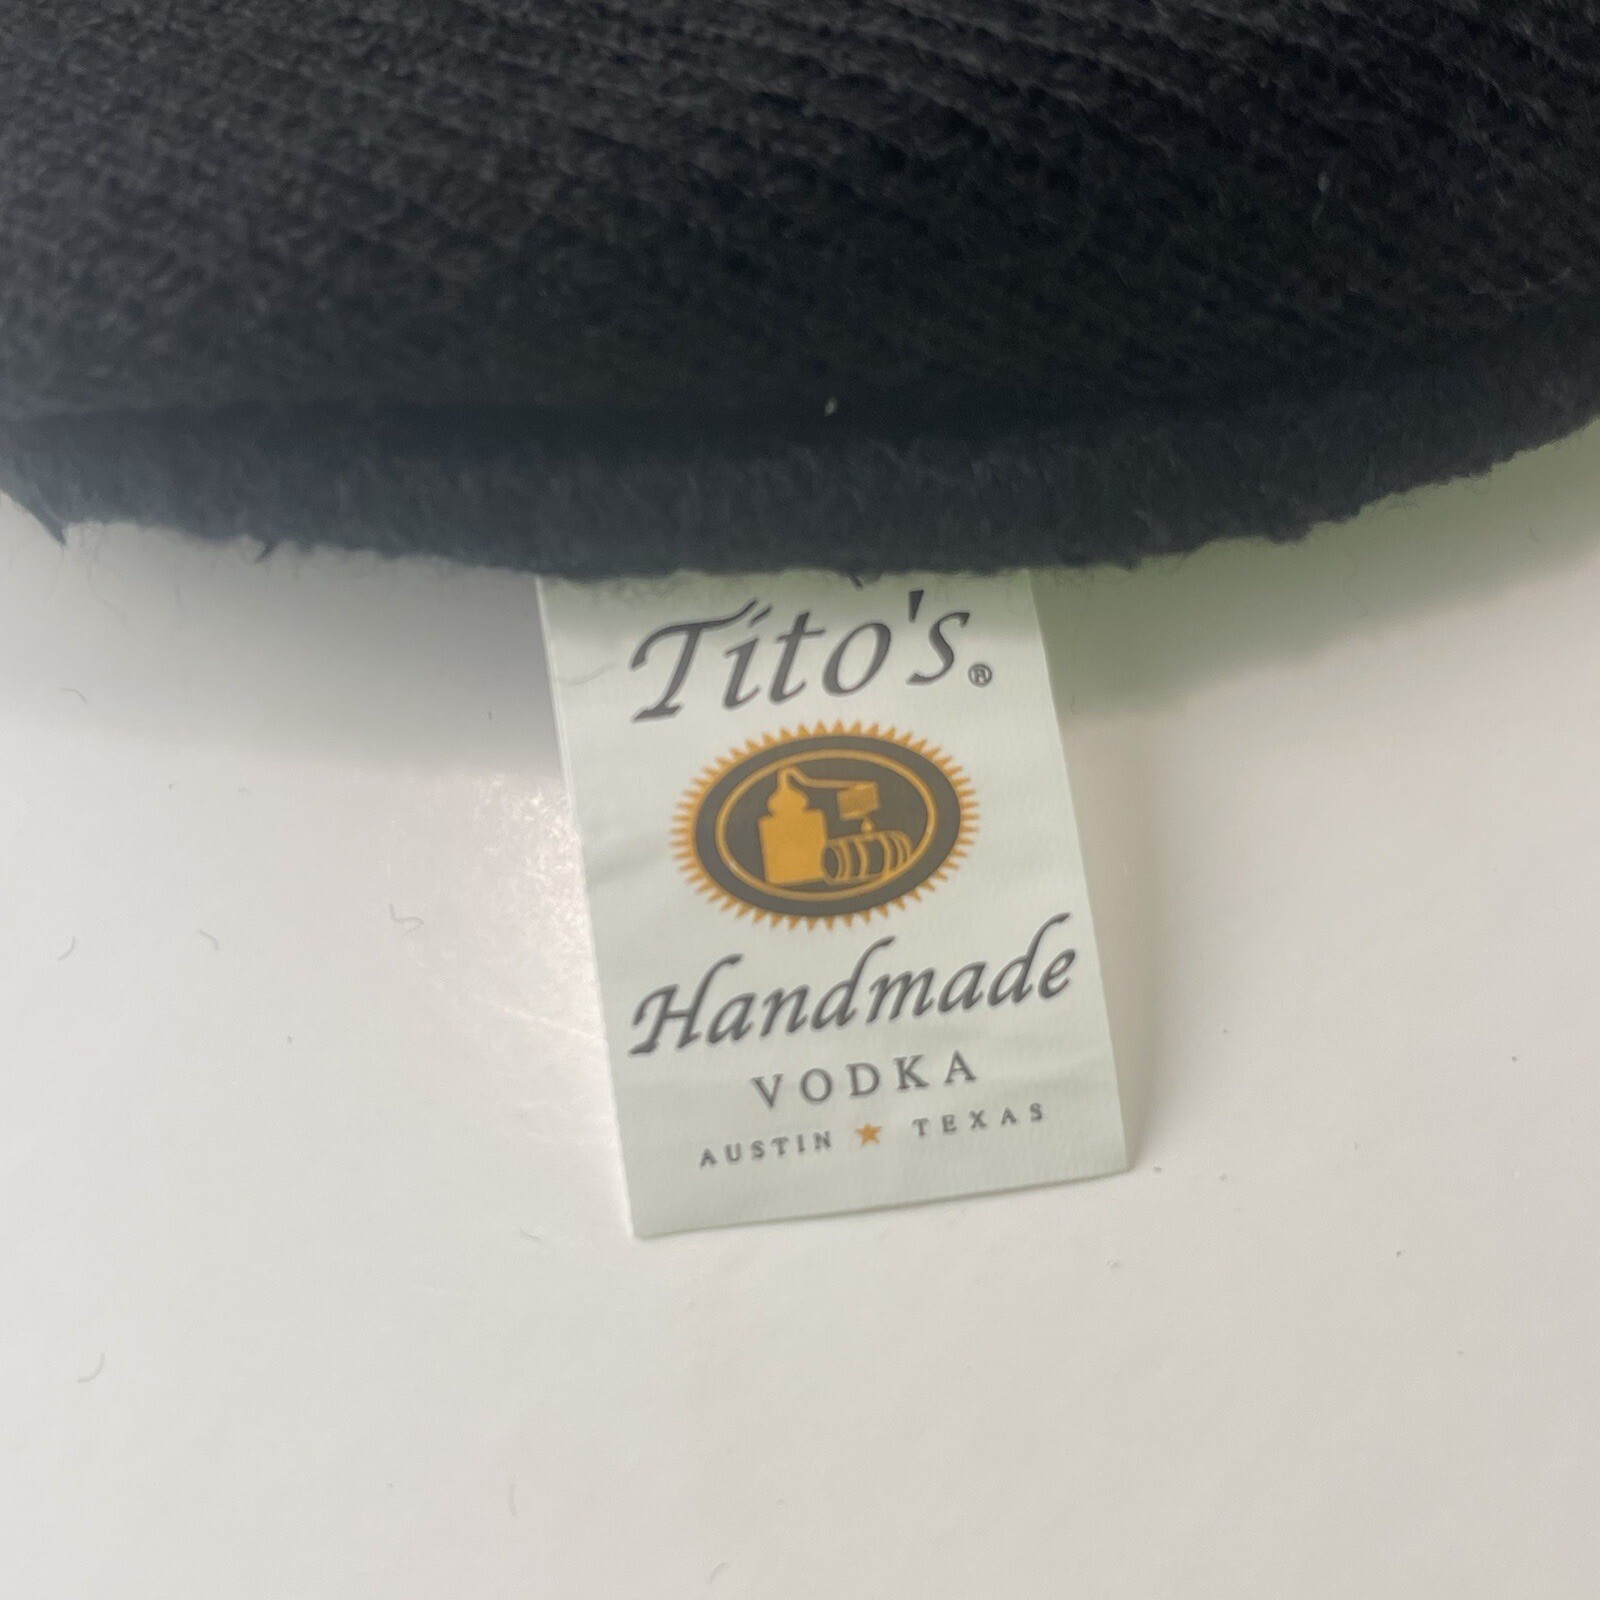 Tito's®
Handmade
VODKA
AUSTIN ★ TEXAS